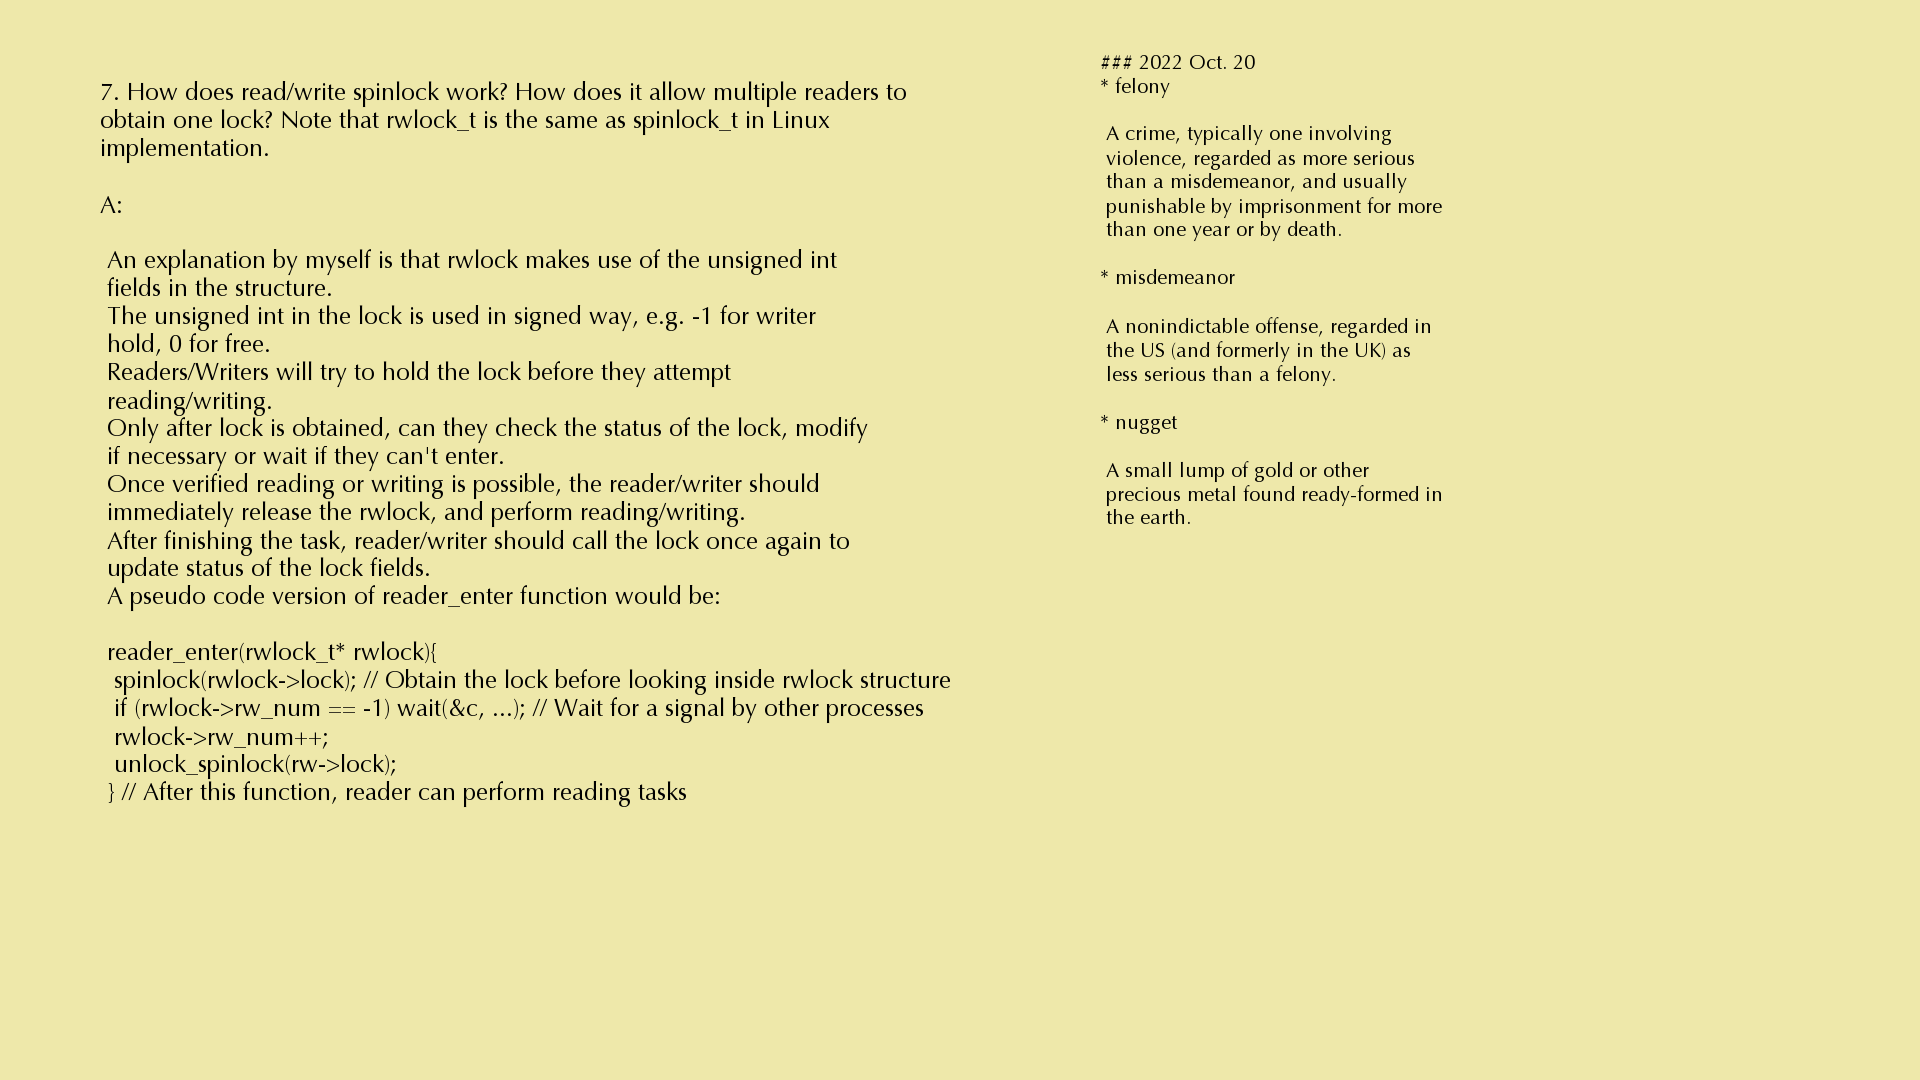 7. How does read/write spinlock work? How does it allow multiple readers to
obtain one lock? Note that rwlock_t is the same as spinlock_t in Linux
implementation.
A:
An explanation by myself is that rwlock makes use of the unsigned int
fields in the structure.
The unsigned int in the lock is used in signed way, e.g. -1 for writer
hold, 0 for free.
Readers/Writers will try to hold the lock before they attempt
reading/writing.
Only after lock is obtained, can they check the status of the lock, modify
if necessary or wait if they can't enter.
Once verified reading or writing is possible, the reader/writer should
immediately release the rwlock, and perform reading/writing.
After finishing the task, reader/writer should call the lock once again to
update status of the lock fields.
A pseudo code version of reader_enter function would be:
reader_enter(rwlock_t* rwlock){
spinlock(rwlock->lock); // Obtain the lock before looking inside rwlock structure
if (rwlock->rw_num == -1) wait(&c, ...); // Wait for a signal by other processes
rwlock->rw_num++;
unlock_spinlock(rw->lock);
} // After this function, reader can perform reading tasks
### 2022 Oct. 20
* felony
A crime, typically one involving
violence, regarded as more serious
than a misdemeanor, and usually
punishable by imprisonment for more
than one year or by death.
* misdemeanor
A nonindictable offense, regarded in
the US (and formerly in the UK) as
less serious than a felony.
* nugget
A small lump of gold or other
precious metal found ready-formed in
the earth.